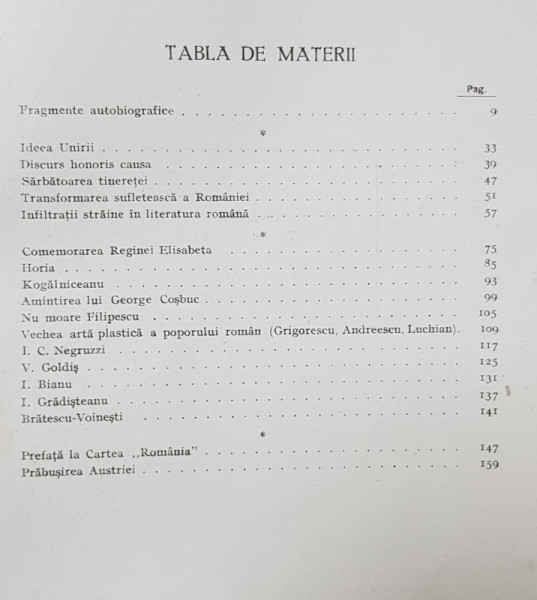 TABLA DE MATERII
Pag.
Fragmente autobiografice . . . . . . . . . . . . . . . . . . 9
*
Ideea Unirii . . . . . . . . . . . . . . . . . . . . . . 33
Discurs honoris causa . . . . . . . . . . . . . . . . . . 39
Sărbătoarea tinereței . . . . . . . . . . . . . . . . . . 47
Transformarea sufletească a României . . . . . . . . . . . . 51
Infiltrații străine în literatura română . . . . . . . . . . . . 57
*
Comemorarea Reginei Elisabeta . . . . . . . . . . . . . . 75
Horia . . . . . . . . . . . . . . . . . . . . . . . . 85
Kogălniceanu . . . . . . . . . . . . . . . . . . . . . 93
Amintirea lui George Coșbuc . . . . . . . . . . . . . . . 99
Nu moare Filipescu . . . . . . . . . . . . . . . . . . 105
Vechea artă plastică a poporului român (Grigorescu, Andreescu, Luchian). 109
I. C. Negruzzi . . . . . . . . . . . . . . . . . . . . 117
V. Goldiș . . . . . . . . . . . . . . . . . . . . . . 125
I. Bianu . . . . . . . . . . . . . . . . . . . . . . 131
I. Grădișteanu . . . . . . . . . . . . . . . . . . . . 137
Brătescu-Voinești . . . . . . . . . . . . . . . . . . . 141
*
Prefață la Cartea „România" . . . . . . . . . . . . . . . 147
Prăbușirea Austriei . . . . . . . . . . . . . . . . . . 159